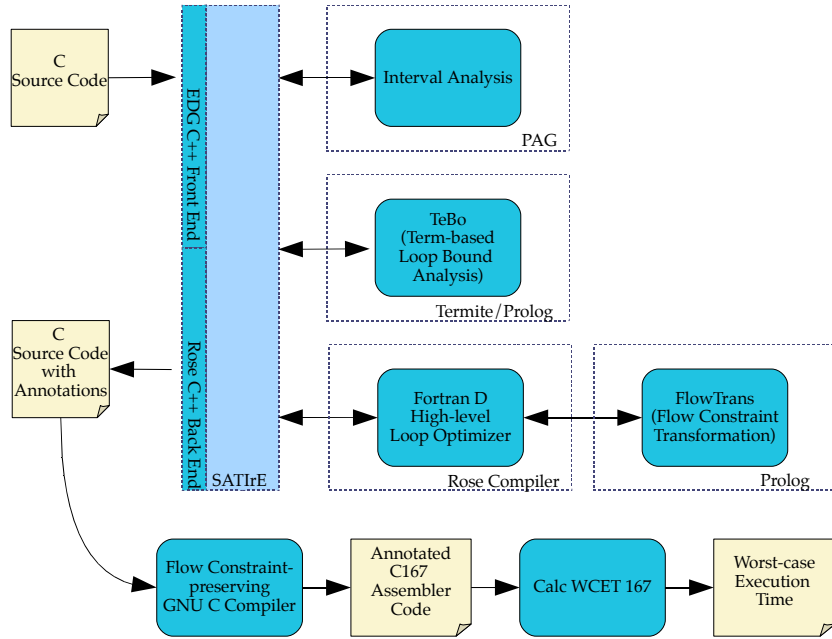 C
Source Code
EDG C++ Front End
Interval Analysis
PAG
TeBo
(Term-based
Loop Bound
Analysis)
Termite/Prolog
C
Source Code
with
Annotations
Rose C++ Back End
SATIrE
Fortran D
High-level
Loop Optimizer
Rose Compiler
FlowTrans
(Flow Constraint
Transformation)
Prolog
Flow Constraint-
preserving
GNU C Compiler
Annotated
C167
Assembler
Code
Calc WCET 167
Worst-case
Execution
Time